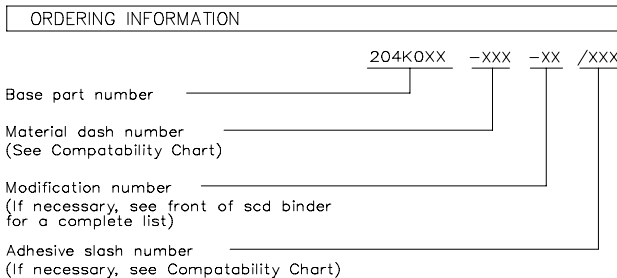 ORDERING INFORMATION
204K0XX -XXX -XX /XXX
Base part number
Material dash number
(See Compatability Chart)
Modification number
(If necessary, see front of scd binder
for a complete list)
Adhesive slash number
(If necessary, see Compatability Chart)